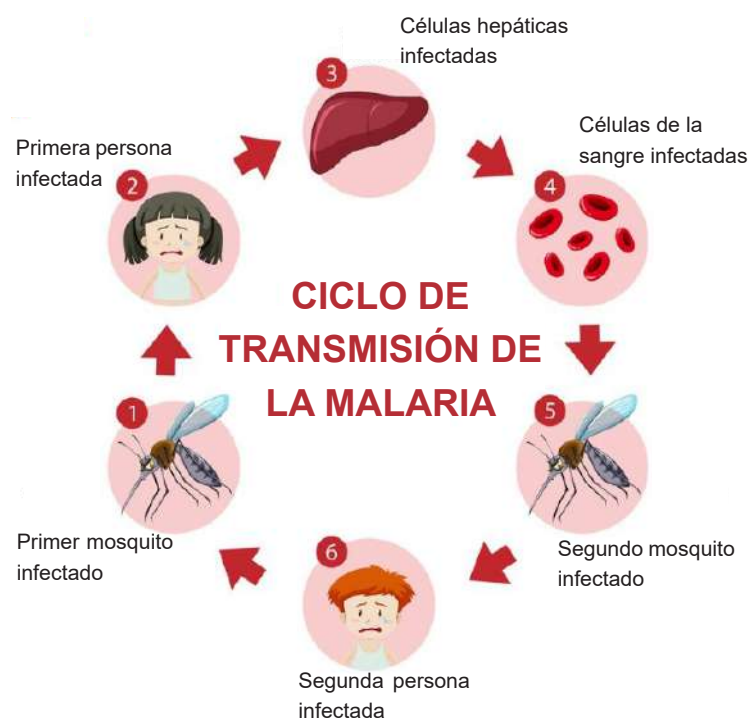 Células hepáticas
infectadas
3
Células de la
sangre infectadas
Primera persona
infectada
2
4
CICLO DE
TRANSMISIÓN DE
LA MALARIA
1
5
Primer mosquito
infectado
Segundo mosquito
infectado
6
Segunda persona
infectada